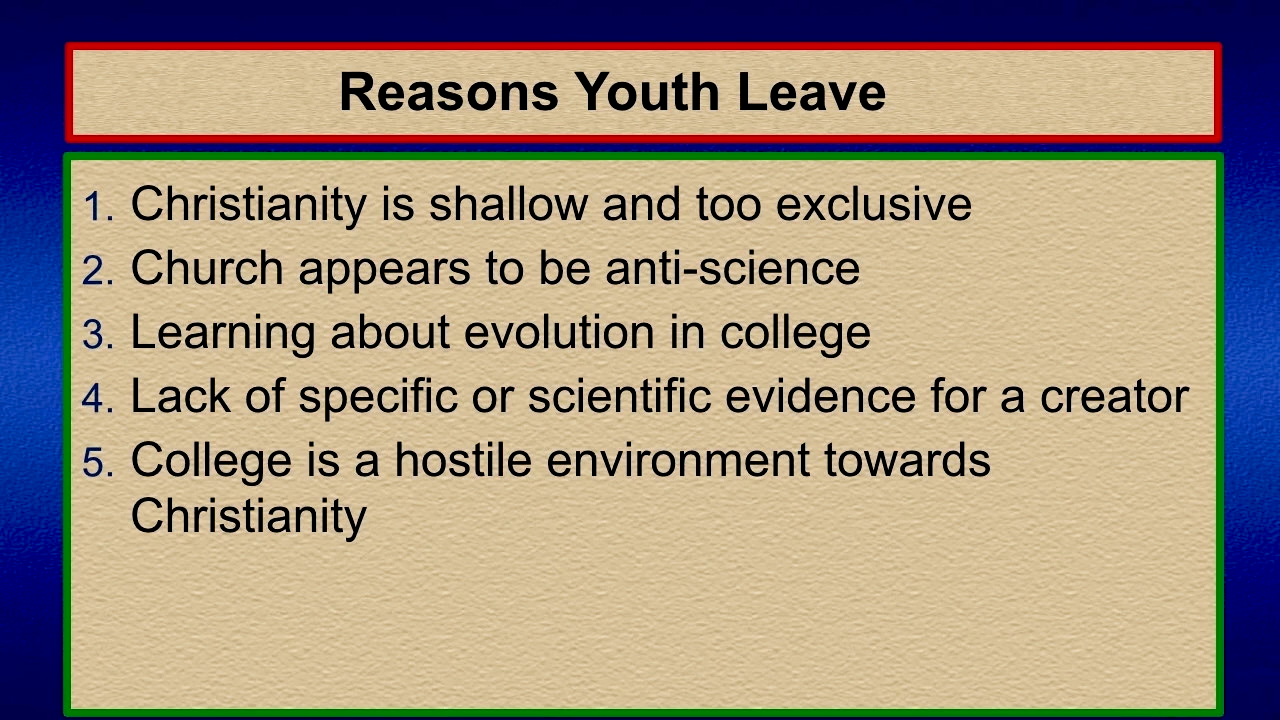 Reasons Youth Leave
1. Christianity is shallow and too exclusive
2. Church appears to be anti-science
3. Learning about evolution in college
4. Lack of specific or scientific evidence for a creator
5. College is a hostile environment towards
Christianity